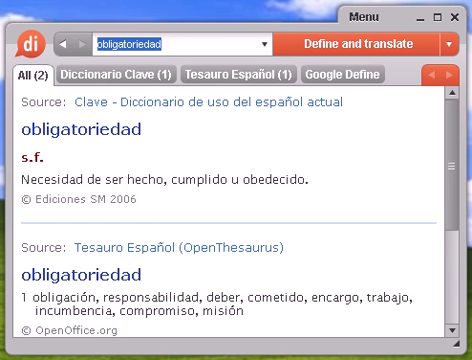 Menu
di
obligatoriedad
Define and translate
All (2) Diccionario Clave (1) Tesauro Español (1) Google Define
Source: Clave - Diccionario de uso del español actual
obligatoriedad
s.f.
Necesidad de ser hecho, cumplido u obedecido.
© Ediciones SM 2006
Source: Tesauro Español (OpenThesaurus)
obligatoriedad
1 obligación, responsabilidad, deber, cometido, encargo, trabajo,
incumbencia, compromiso, misión
© OpenOffice.org